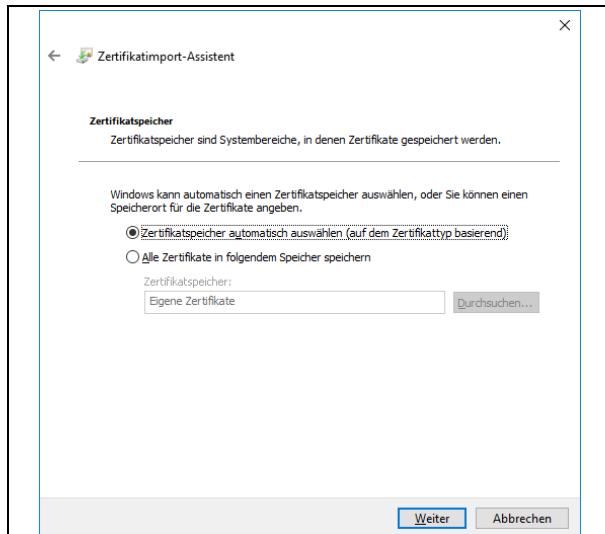 Zertifikatimport-Assistent
Zertifikatspeicher
Zertifikatspeicher sind Systembereiche, in denen Zertifikate gespeichert werden.
Windows kann automatisch einen Zertifikatspeicher auswählen, oder Sie können einen
Speicherort für die Zertifikate angeben.
Zertifikatspeicher automatisch auswählen (auf dem Zertifikattyp basierend)
Alle Zertifikate in folgendem Speicher speichern
Zertifikatspeicher:
Eigene Zertifikate
Durchsuchen...
Weiter
Abbrechen